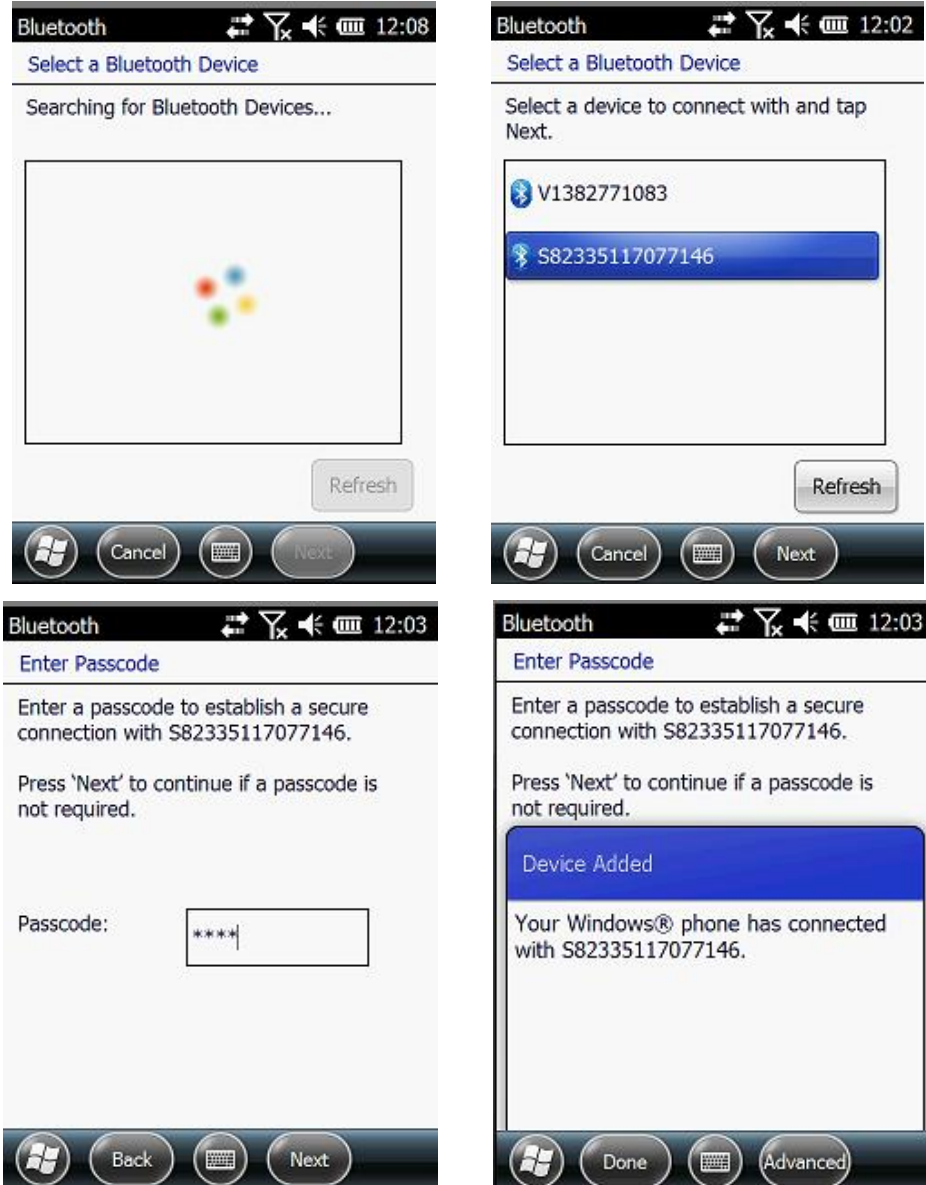 Bluetooth 12:08
Select a Bluetooth Device
Searching for Bluetooth Devices...
Refresh
Cancel Next
Bluetooth 12:02
Select a Bluetooth Device
Select a device to connect with and tap
Next.
V1382771083
S82335117077146
Refresh
Cancel Next
Bluetooth 12:03
Enter Passcode
Enter a passcode to establish a secure
connection with S82335117077146.
Press ‘Next’ to continue if a passcode is
not required.
Passcode: ****
Back Next
Bluetooth 12:03
Enter Passcode
Enter a passcode to establish a secure
connection with S82335117077146.
Press ‘Next’ to continue if a passcode is
not required.
Device Added
Your Windows® phone has connected
with S82335117077146.
Done Advanced